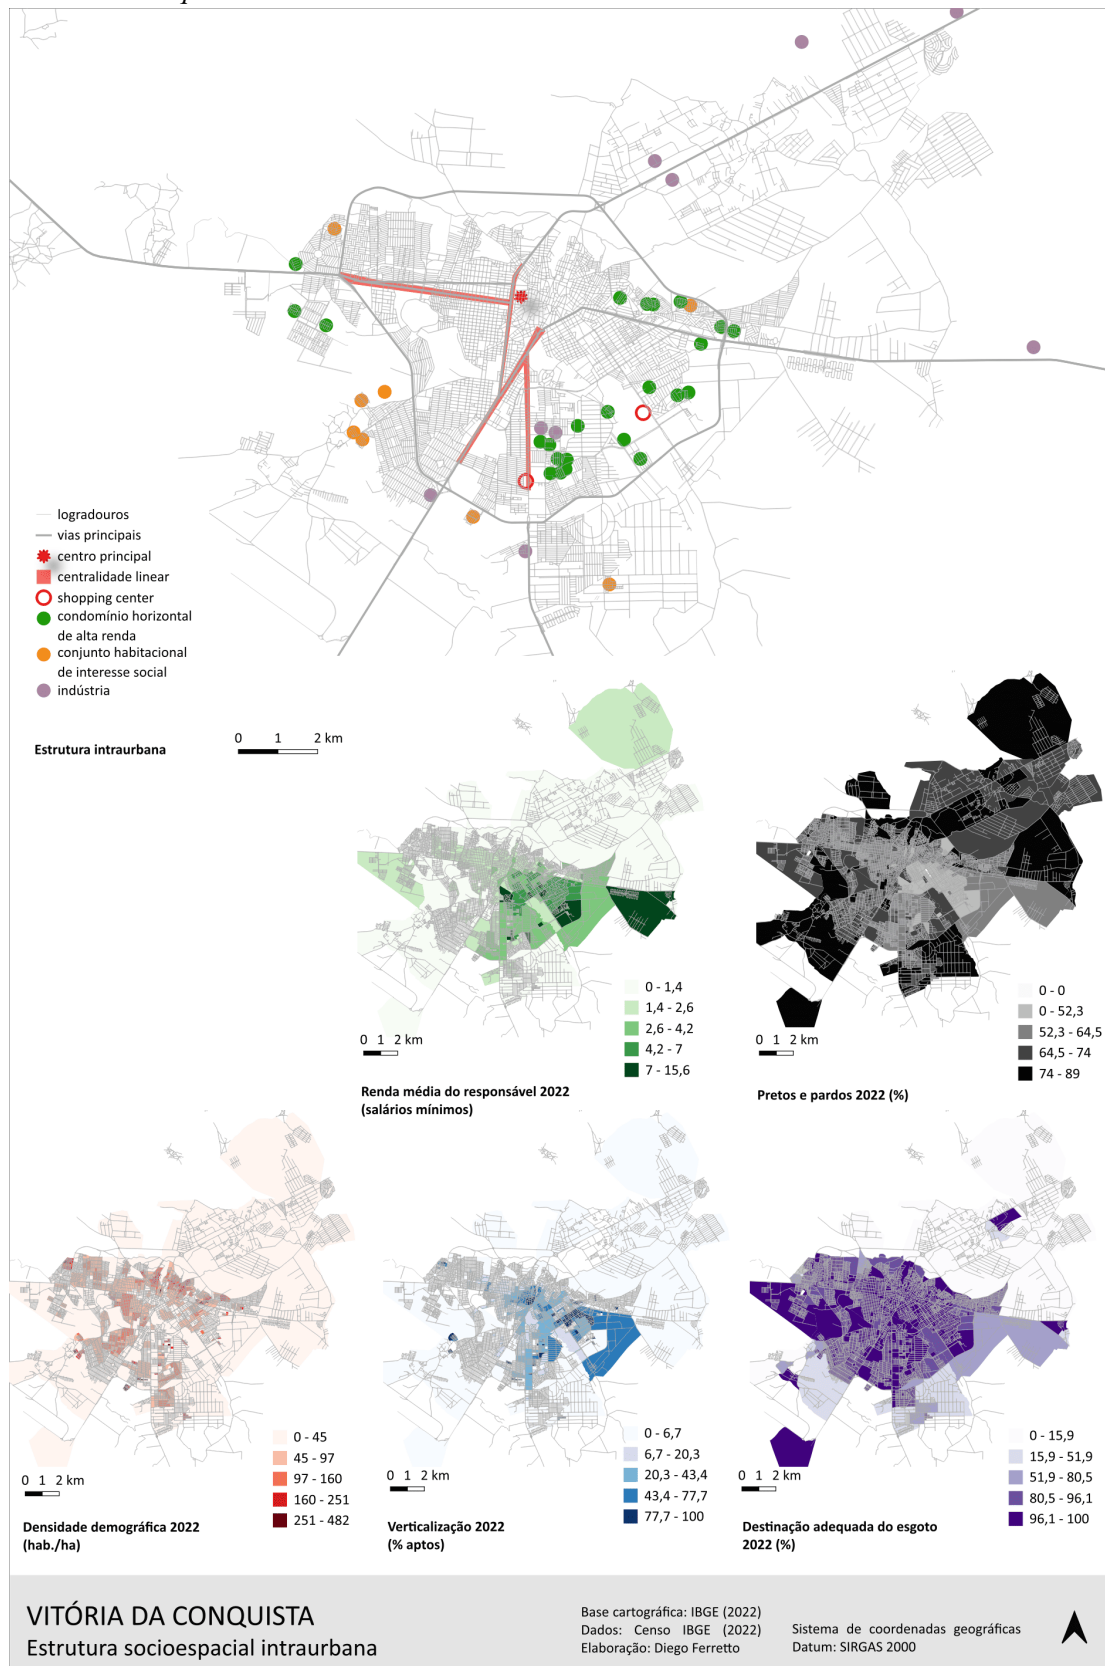 logradouros
vias principais
centro principal
centralidade linear
shopping center
condomínio horizontal
de alta renda
conjunto habitacional
de interesse social
indústria
Estrutura intraurbana
0 1 2 km
0 - 1,4
1,4 - 2,6
2,6 - 4,2
4,2 - 7
7 - 15,6
0 1 2 km
Renda média do responsável 2022
(salários mínimos)
0 - 0
0 - 52,3
52,3 - 64,5
64,5 - 74
74 - 89
0 1 2 km
Pretos e pardos 2022 (%)
0 - 45
45 - 97
97 - 160
160 - 251
251 - 482
0 1 2 km
Densidade demográfica 2022
(hab./ha)
0 - 6,7
6,7 - 20,3
20,3 - 43,4
43,4 - 77,7
77,7 - 100
0 1 2 km
Verticalização 2022
(% aptos)
0 - 15,9
15,9 - 51,9
51,9 - 80,5
80,5 - 96,1
96,1 - 100
0 1 2 km
Destinação adequada do esgoto
2022 (%)
VITÓRIA DA CONQUISTA
Estrutura socioespacial intraurbana
Base cartográfica: IBGE (2022)
Dados: Censo IBGE (2022)
Elaboração: Diego Ferretto
Sistema de coordenadas geográficas
Datum: SIRGAS 2000